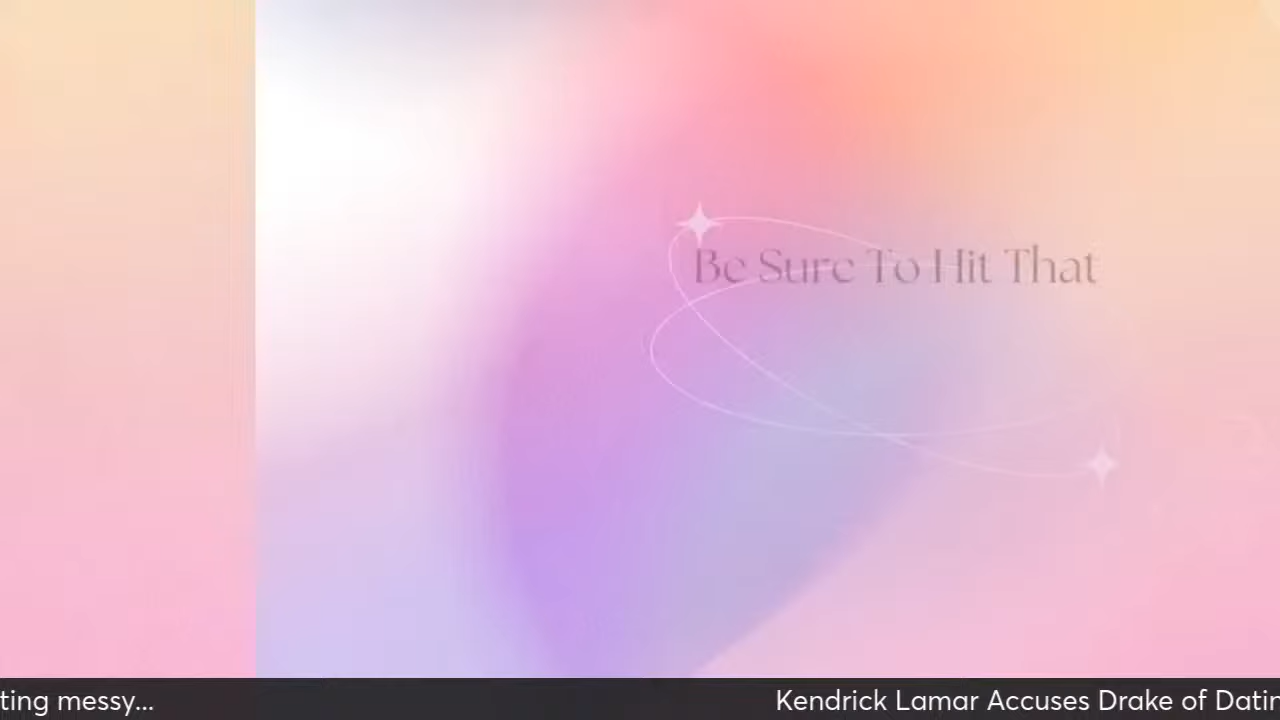 Be Sure To Hit That
ting messy... Kendrick Lamar Accuses Drake of Datin